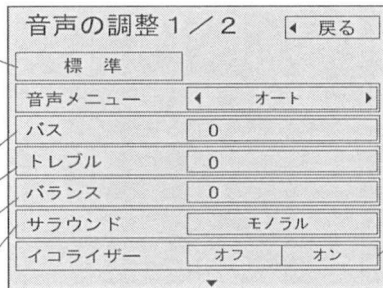 音声の調整1／2 ◀ 戻る
標 準
音声メニュー ◀ オート ▶
バス 0
トレブル 0
バランス 0
サラウンド モノラル
イコライザー オフ オン
▼